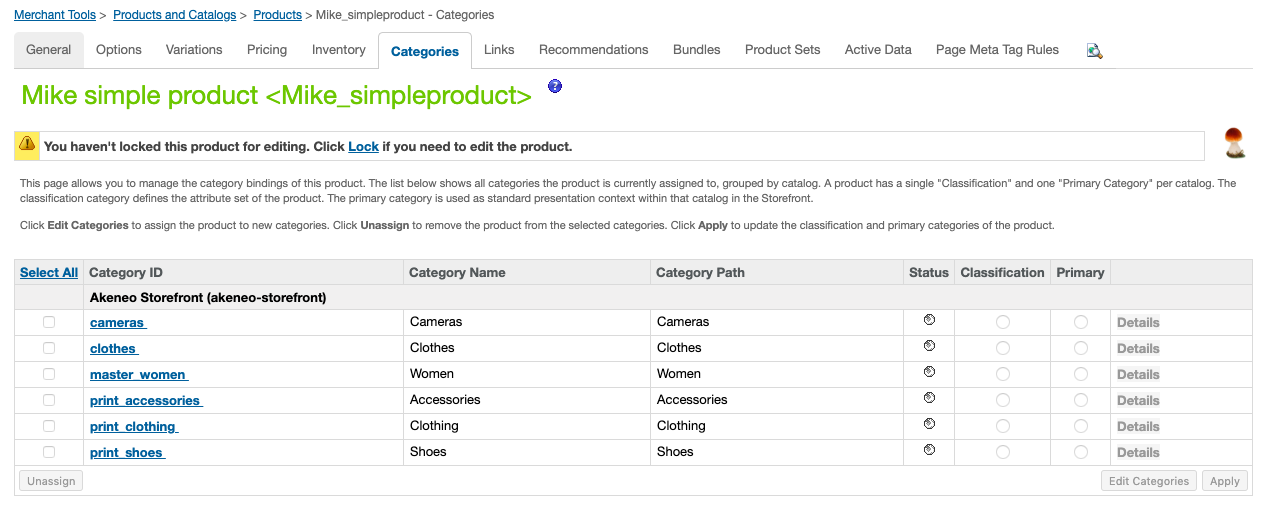 Merchant Tools > Products and Catalogs > Products > Mike_simpleproduct - Categories
General Options Variations Pricing Inventory Categories Links Recommendations Bundles Product Sets Active Data Page Meta Tag Rules
Mike simple product <Mike_simpleproduct> ?
You haven't locked this product for editing. Click Lock if you need to edit the product.
This page allows you to manage the category bindings of this product. The list below shows all categories the product is currently assigned to, grouped by catalog. A product has a single "Classification" and one "Primary Category" per catalog. The
classification category defines the attribute set of the product. The primary category is used as standard presentation context within that catalog in the Storefront.
Click Edit Categories to assign the product to new categories. Click Unassign to remove the product from the selected categories. Click Apply to update the classification and primary categories of the product.
Select All Category ID Category Name Category Path Status Classification Primary
Akeneo Storefront (akeneo-storefront)
cameras Cameras Cameras Details
clothes Clothes Clothes Details
master_women Women Women Details
print_accessories Accessories Accessories Details
print_clothing Clothing Clothing Details
print_shoes Shoes Shoes Details
Unassign Edit Categories Apply